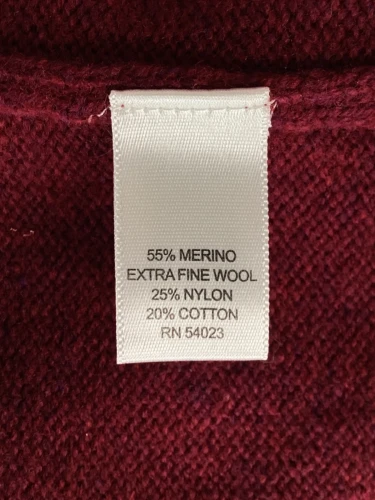 55% MERINO
EXTRA FINE WOOL
25% NYLON
20% COTTON
RN 54023